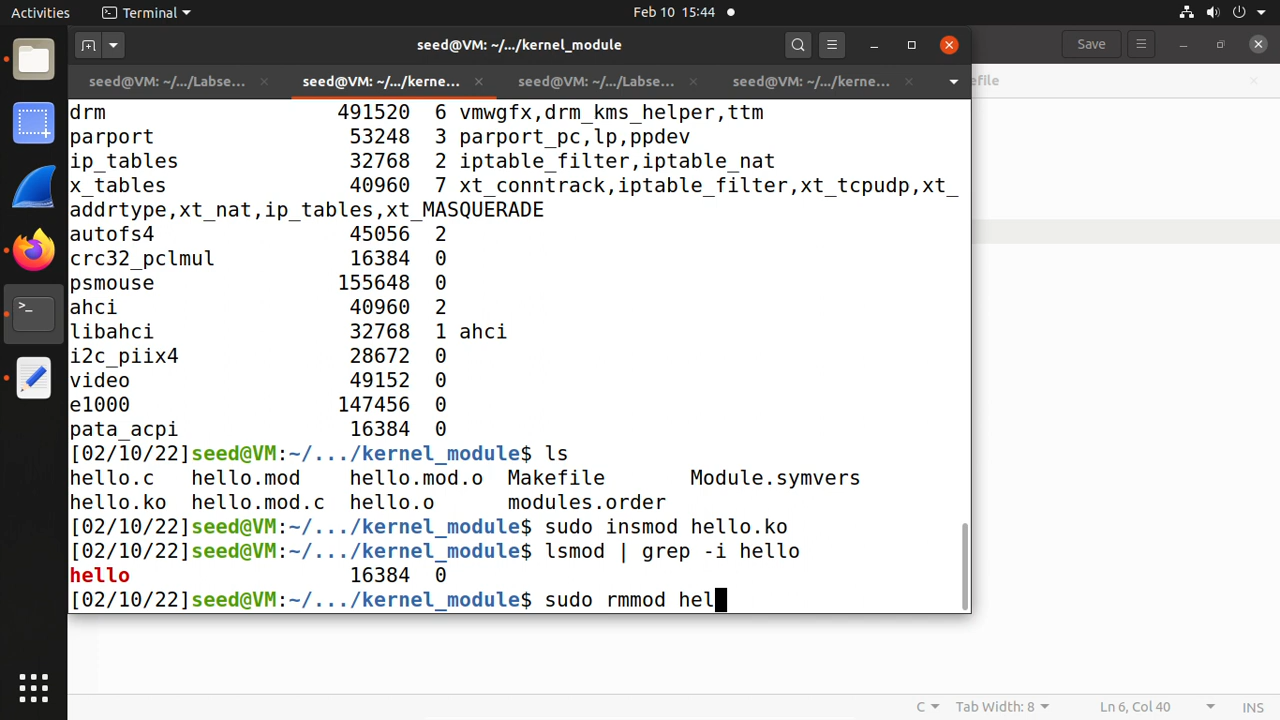 Activities
Terminal
Feb 10 15:44
seed@VM: ~/.../kernel_module
Save
seed@VM: ~/.../Labse...
seed@VM: ~/.../kerne...
seed@VM: ~/.../Labse...
seed@VM: ~/.../kerne...
efile
drm 491520 6 vmwgfx,drm_kms_helper,ttm
parport 53248 3 parport_pc,lp,ppdev
ip_tables 32768 2 iptable_filter,iptable_nat
x_tables 40960 7 xt_conntrack,iptable_filter,xt_tcpudp,xt_
addrtype,xt_nat,ip_tables,xt_MASQUERADE
autofs4 45056 2
crc32_pclmul 16384 0
psmouse 155648 0
ahci 40960 2
libahci 32768 1 ahci
i2c_piix4 28672 0
video 49152 0
e1000 147456 0
pata_acpi 16384 0
[02/10/22]seed@VM:~/.../kernel_module$ ls
hello.c hello.mod hello.mod.o Makefile Module.symvers
hello.ko hello.mod.c hello.o modules.order
[02/10/22]seed@VM:~/.../kernel_module$ sudo insmod hello.ko
[02/10/22]seed@VM:~/.../kernel_module$ lsmod | grep -i hello
hello 16384 0
[02/10/22]seed@VM:~/.../kernel_module$ sudo rmmod hel
C Tab Width: 8 Ln 6, Col 40 INS